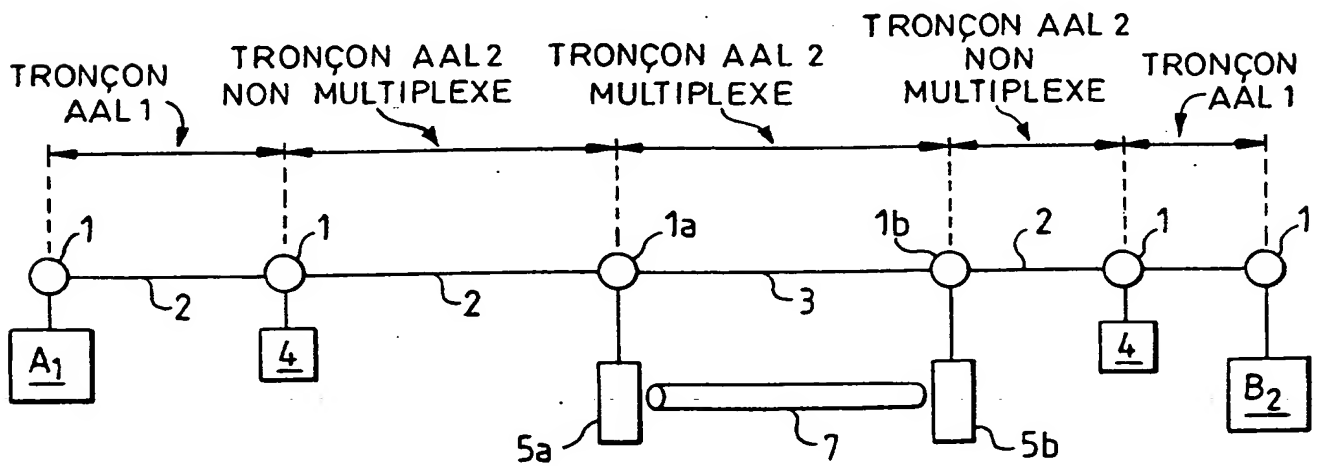 TRONÇON
AAL 1
TRONÇON AAL 2
NON MULTIPLEXE
TRONÇON AAL 2
MULTIPLEXE
TRONÇON AAL 2
NON
MULTIPLEXE
TRONÇON
AAL 1
1
1
1a
1b
2
1
1
2
2
3
A1
4
4
B2
5a
7
5b